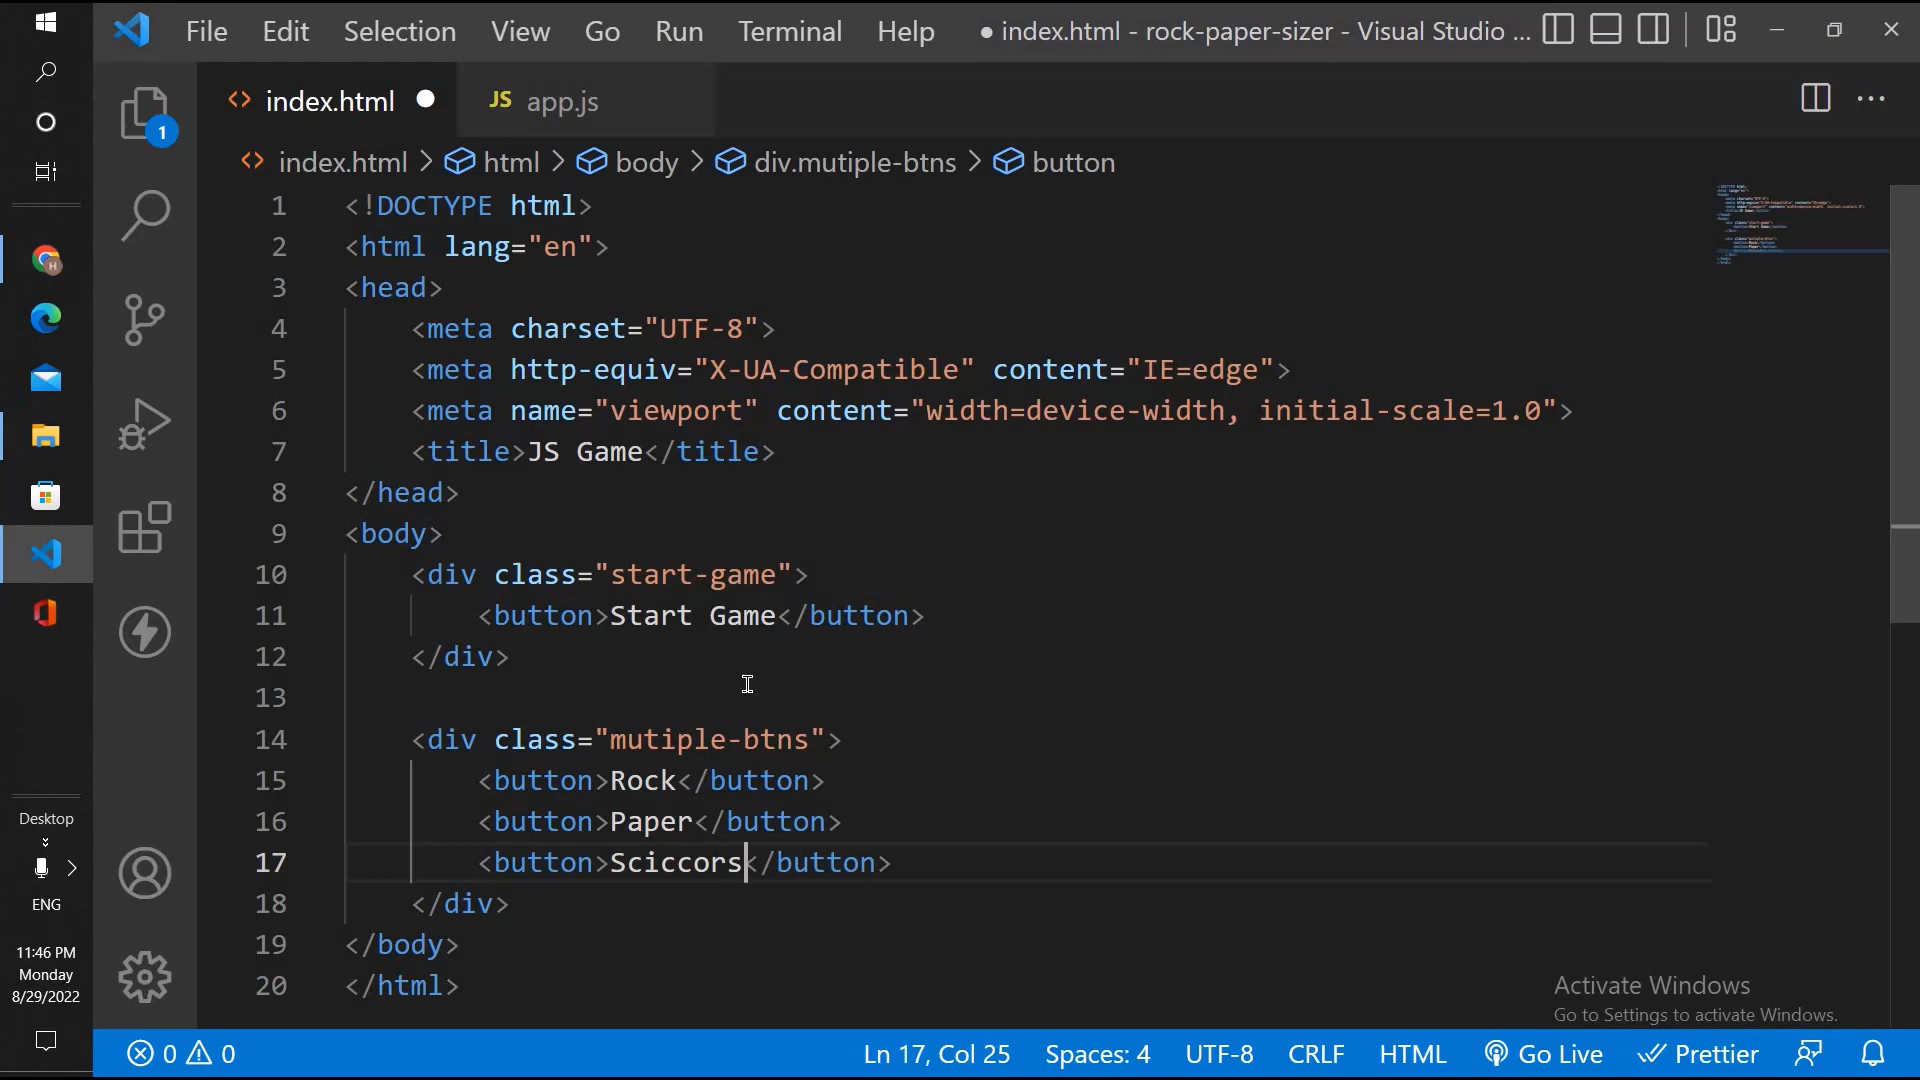 File Edit Selection View Go Run Terminal Help ● index.html - rock-paper-sizer - Visual Studio ...
index.html ● JS app.js
1
index.html > html > body > div.mutiple-btns > button
1 <!DOCTYPE html>
2 <html lang="en">
3 <head>
4 <meta charset="UTF-8">
5 <meta http-equiv="X-UA-Compatible" content="IE=edge">
6 <meta name="viewport" content="width=device-width, initial-scale=1.0">
7 <title>JS Game</title>
8 </head>
9 <body>
10 <div class="start-game">
11 <button>Start Game</button>
12 </div>
13
14 <div class="mutiple-btns">
15 <button>Rock</button>
16 <button>Paper</button>
17 <button>Sciccors</button>
18 </div>
19 </body>
20 </html>
Desktop
ENG
11:46 PM
Monday
8/29/2022
Activate Windows
Go to Settings to activate Windows.
0 0 Ln 17, Col 25 Spaces: 4 UTF-8 CRLF HTML Go Live Prettier